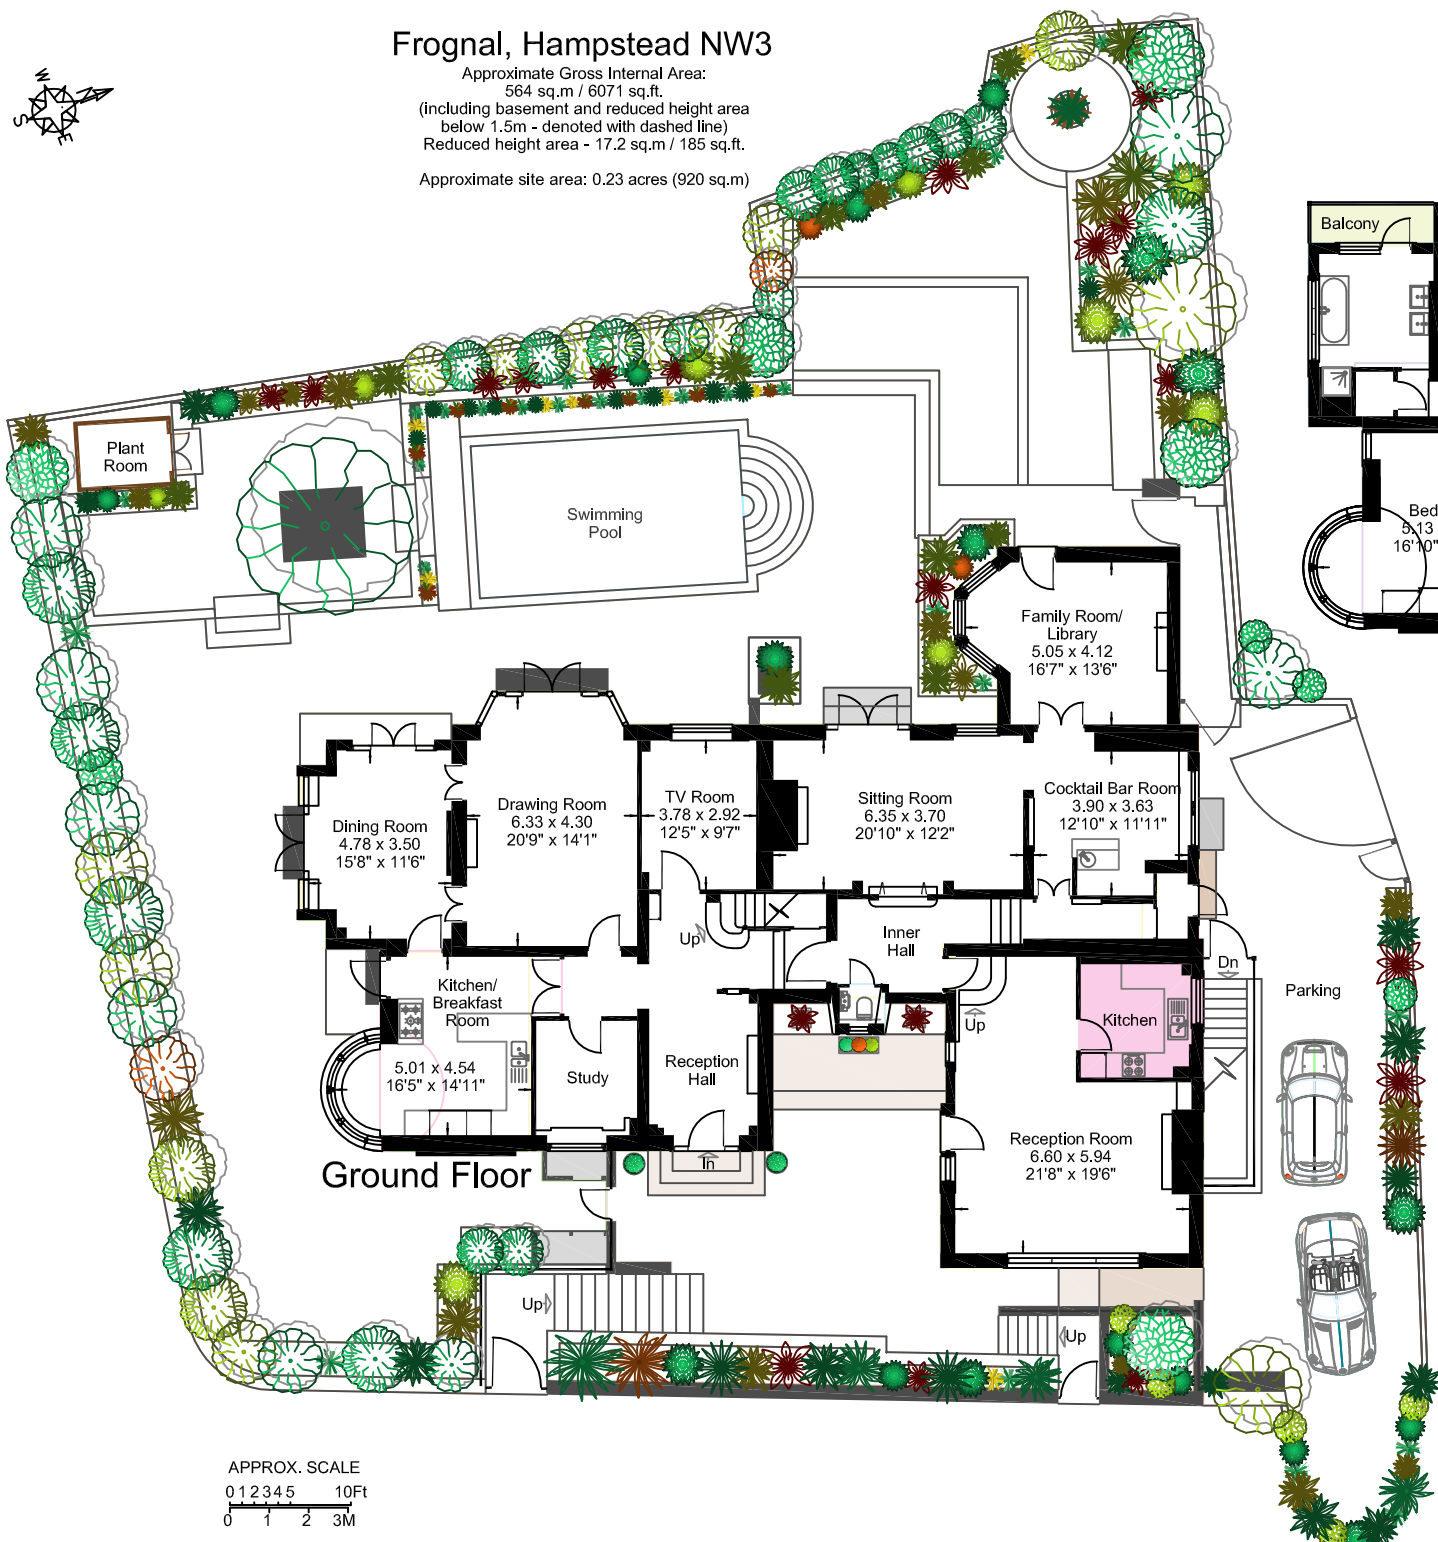 Frognal, Hampstead NW3
Approximate Gross Internal Area:
564 sq.m / 6071 sq.ft.
(including basement and reduced height area
below 1.5m - denoted with dashed line)
Reduced height area - 17.2 sq.m / 185 sq.ft.
Approximate site area: 0.23 acres (920 sq.m)
W
S
E
Balcony
Plant
Room
Swimming
Pool
Bed
5.13
16'10"
Family Room/
Library
5.05 x 4.12
16'7" x 13'6"
Dining Room
4.78 x 3.50
15'8" x 11'6"
Drawing Room
6.33 x 4.30
20'9" x 14'1"
TV Room
3.78 x 2.92
12'5" x 9'7"
Sitting Room
6.35 x 3.70
20'10" x 12'2"
Cocktail Bar Room
3.90 x 3.63
12'10" x 11'11"
Up
Inner
Hall
Dn
Parking
Kitchen/
Breakfast
Room
5.01 x 4.54
16'5" x 14'11"
Up
Kitchen
Study
Reception
Hall
Reception Room
6.60 x 5.94
21'8" x 19'6"
In
Ground Floor
Up
Up
APPROX. SCALE
0 1 2 3 4 5 10Ft
0 1 2 3M